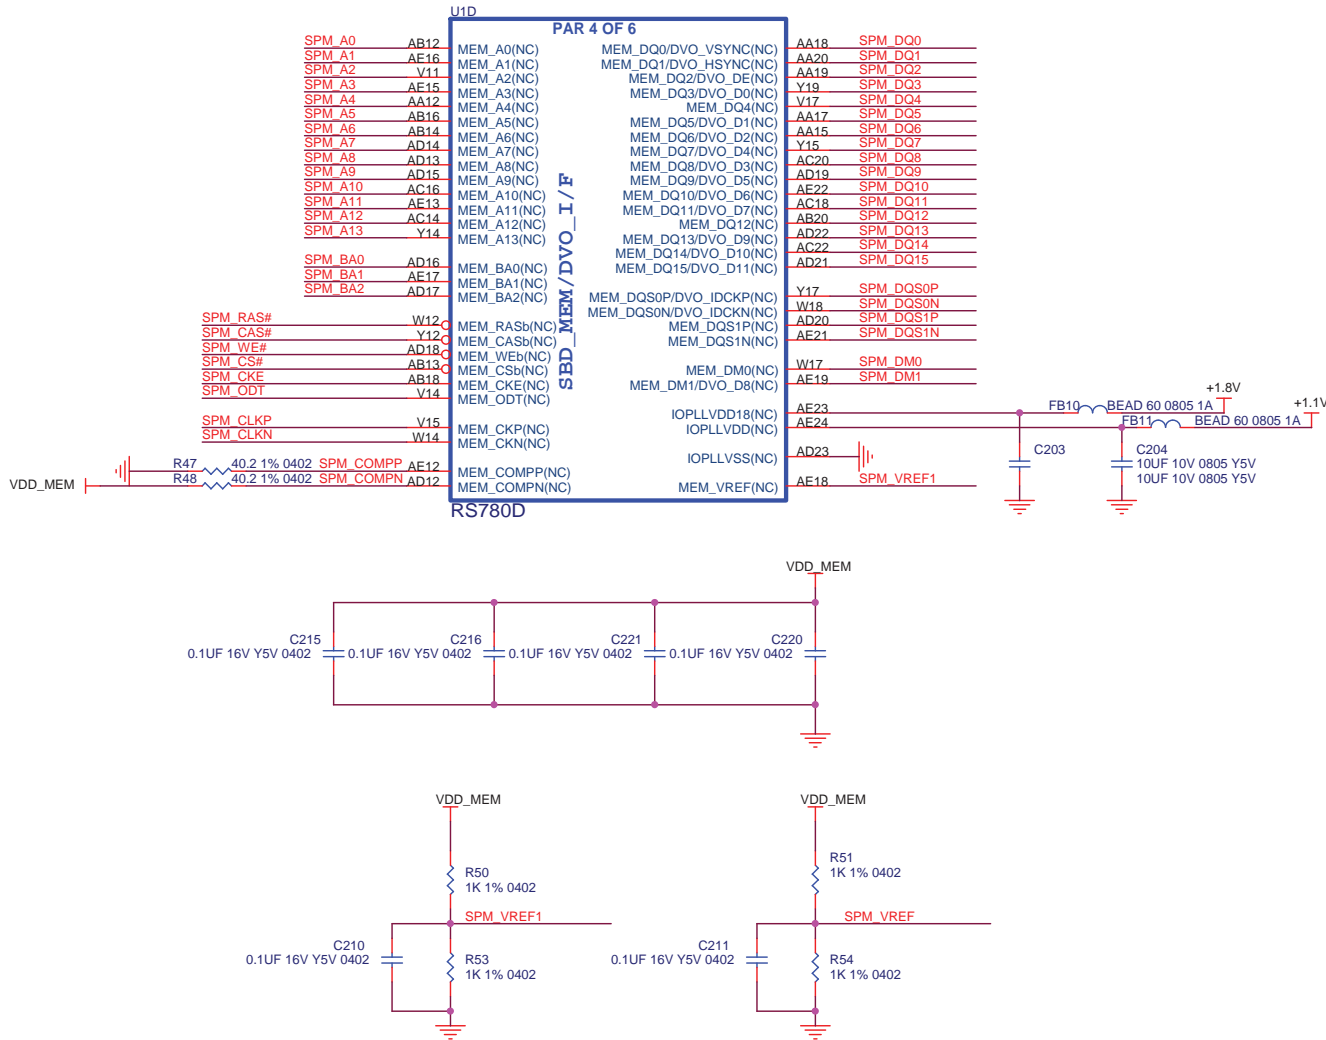 U1D
PAR 4 OF 6
SPM_A0 AB12 MEM_A0(NC) MEM_DQ0/DVO_VSYNC(NC) AA18 SPM_DQ0
SPM_A1 AE16 MEM_A1(NC) MEM_DQ1/DVO_HSYNC(NC) AA20 SPM_DQ1
SPM_A2 V11 MEM_A2(NC) MEM_DQ2/DVO_DE(NC) AA19 SPM_DQ2
SPM_A3 AE15 MEM_A3(NC) MEM_DQ3/DVO_D0(NC) Y19 SPM_DQ3
SPM_A4 AA12 MEM_A4(NC) MEM_DQ4(NC) V17 SPM_DQ4
SPM_A5 AB16 MEM_A5(NC) MEM_DQ5/DVO_D1(NC) AA17 SPM_DQ5
SPM_A6 AB14 MEM_A6(NC) MEM_DQ6/DVO_D2(NC) AA15 SPM_DQ6
SPM_A7 AD14 MEM_A7(NC) MEM_DQ7/DVO_D4(NC) Y15 SPM_DQ7
SPM_A8 AD13 MEM_A8(NC) MEM_DQ8/DVO_D3(NC) AC20 SPM_DQ8
SPM_A9 AD15 MEM_A9(NC) MEM_DQ9/DVO_D5(NC) AD19 SPM_DQ9
SPM_A10 AC16 MEM_A10(NC) MEM_DQ10/DVO_D6(NC) AE22 SPM_DQ10
SPM_A11 AE13 MEM_A11(NC) MEM_DQ11/DVO_D7(NC) AC18 SPM_DQ11
SPM_A12 AC14 MEM_A12(NC) MEM_DQ12(NC) AB20 SPM_DQ12
SPM_A13 Y14 MEM_A13(NC) MEM_DQ13/DVO_D9(NC) AD22 SPM_DQ13
MEM_DQ14/DVO_D10(NC) AC22 SPM_DQ14
SPM_BA0 AD16 MEM_BA0(NC) MEM_DQ15/DVO_D11(NC) AD21 SPM_DQ15
SPM_BA1 AE17 MEM_BA1(NC)
SPM_BA2 AD17 MEM_BA2(NC) MEM_DQS0P/DVO_IDCKP(NC) Y17 SPM_DQS0P
MEM_DQS0N/DVO_IDCKN(NC) W18 SPM_DQS0N
SPM_RAS# W12 MEM_RASb(NC) MEM_DQS1P(NC) AD20 SPM_DQS1P
SPM_CAS# Y12 MEM_CASb(NC) MEM_DQS1N(NC) AE21 SPM_DQS1N
SPM_WE# AD18 MEM_WEb(NC)
SPM_CS# AB13 MEM_CSb(NC) MEM_DM0(NC) W17 SPM_DM0
SPM_CKE AB18 MEM_CKE(NC) MEM_DM1/DVO_D8(NC) AE19 SPM_DM1
SPM_ODT V14 MEM_ODT(NC)
SBD_MEM/DVO_I/F
+1.8V
IOPLLVDD18(NC) AE23 FB10 BEAD 60 0805 1A
+1.1V
SPM_CLKP V15 MEM_CKP(NC) IOPLLVDD(NC) AE24 FB11 BEAD 60 0805 1A
SPM_CLKN W14 MEM_CKN(NC)
IOPLLVSS(NC) AD23
C203
C204
10UF 10V 0805 Y5V
10UF 10V 0805 Y5V
R47 40.2 1% 0402 SPM_COMPP AE12 MEM_COMPP(NC)
VDD_MEM R48 40.2 1% 0402 SPM_COMPN AD12 MEM_COMPN(NC) MEM_VREF(NC) AE18 SPM_VREF1
RS780D
VDD_MEM
C215 C216 C221 C220
0.1UF 16V Y5V 0402 0.1UF 16V Y5V 0402 0.1UF 16V Y5V 0402 0.1UF 16V Y5V 0402
VDD_MEM
R50
1K 1% 0402
SPM_VREF1
C210
0.1UF 16V Y5V 0402
R53
1K 1% 0402
VDD_MEM
R51
1K 1% 0402
SPM_VREF
C211
0.1UF 16V Y5V 0402
R54
1K 1% 0402